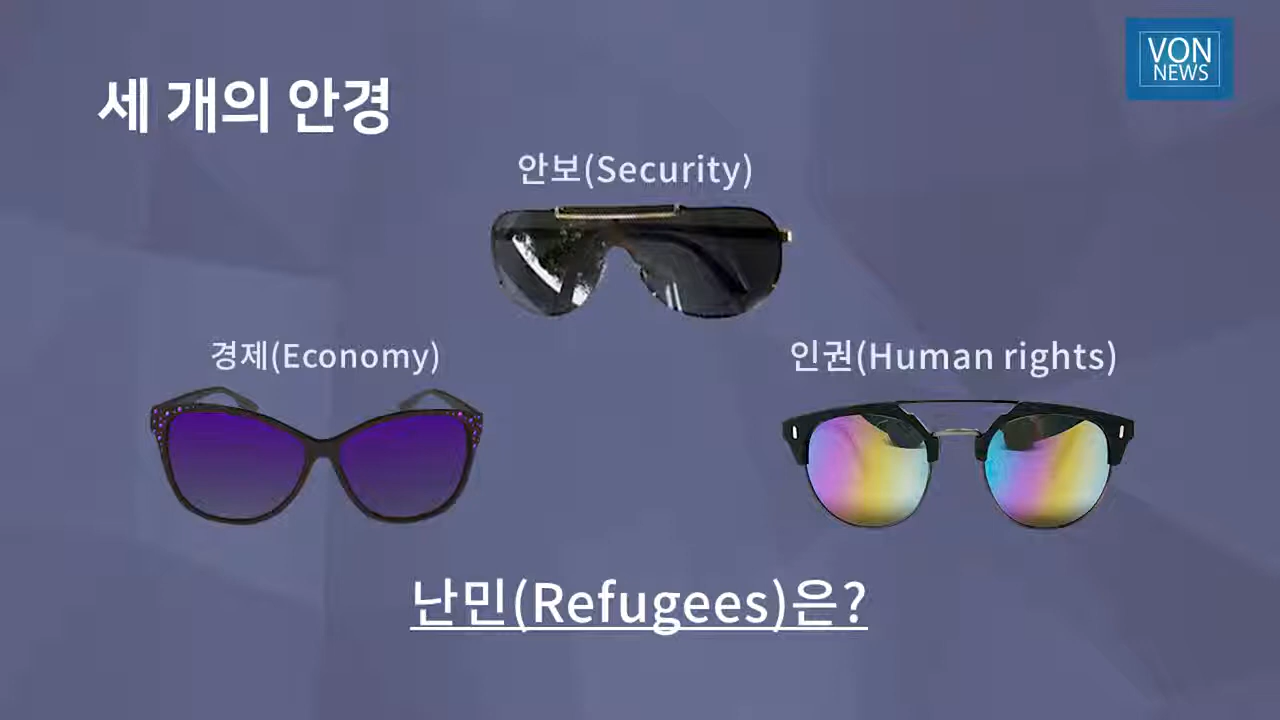 VON
NEWS
세 개의 안경
안보(Security)
경제(Economy)
인권(Human rights)
난민(Refugees)은?